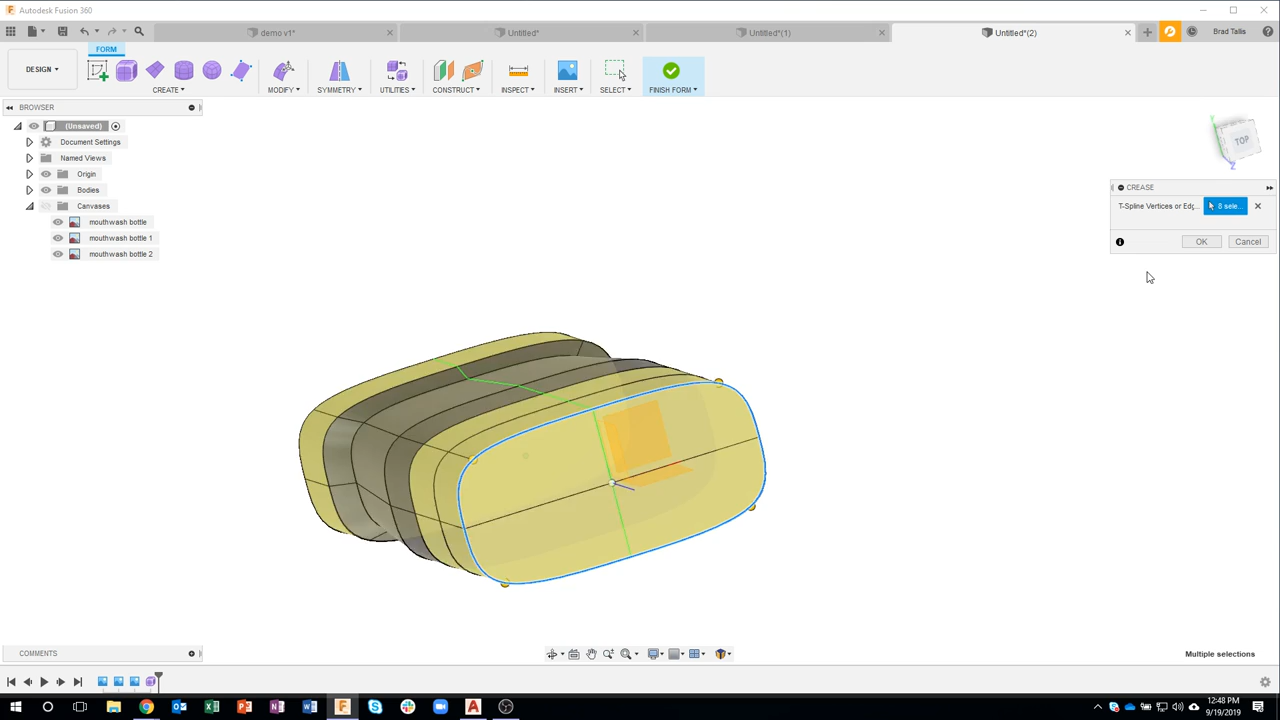 Autodesk Fusion 360
demo v1*
Untitled*
Untitled*(1)
Untitled*(2)
Brad Tallis
FORM
DESIGN
CREATE
MODIFY
SYMMETRY
UTILITIES
CONSTRUCT
INSPECT
INSERT
SELECT
FINISH FORM
BROWSER
(Unsaved)
Document Settings
Named Views
Origin
Bodies
Canvases
mouthwash bottle
mouthwash bottle 1
mouthwash bottle 2
TOP
Y
Z
CREASE
T-Spline Vertices or Edg...
8 sele...
OK
Cancel
COMMENTS
Multiple selections
12:48 PM
9/19/2019